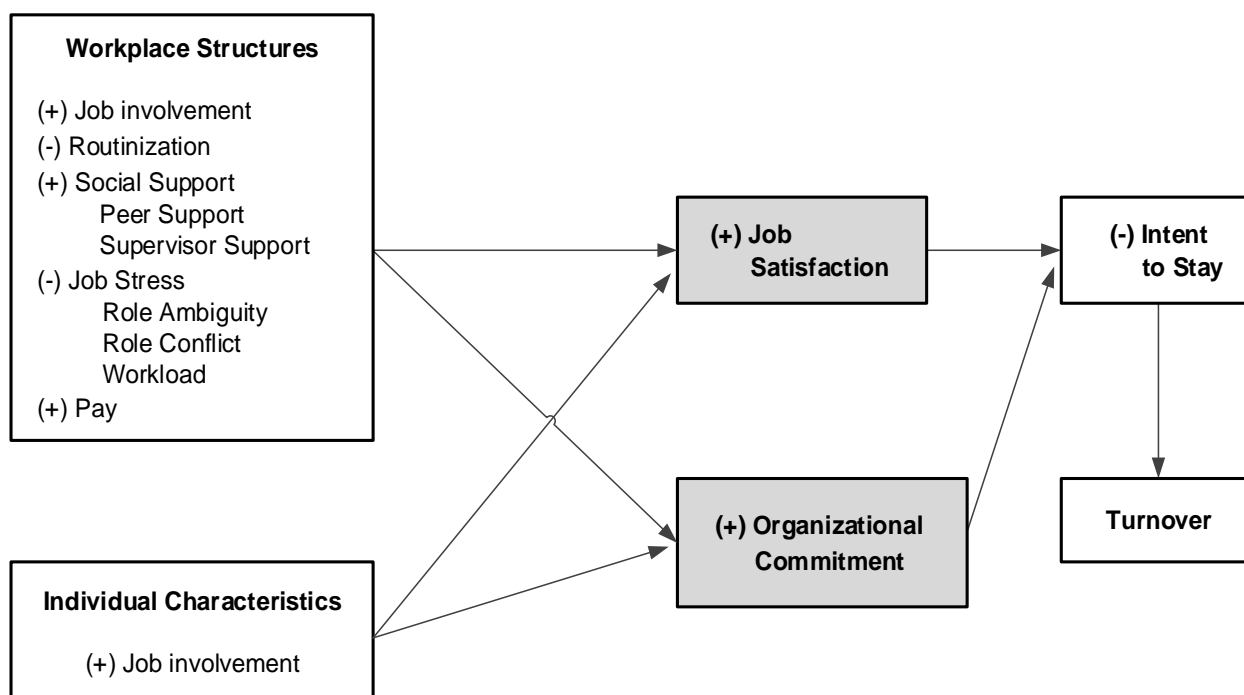 Workplace Structures
(+) Job involvement
(-) Routinization
(+) Social Support
Peer Support
Supervisor Support
(-) Job Stress
Role Ambiguity
Role Conflict
Workload
(+) Pay
Individual Characteristics
(+) Job involvement
(+) Job
Satisfaction
(+) Organizational
Commitment
(-) Intent
to Stay
Turnover